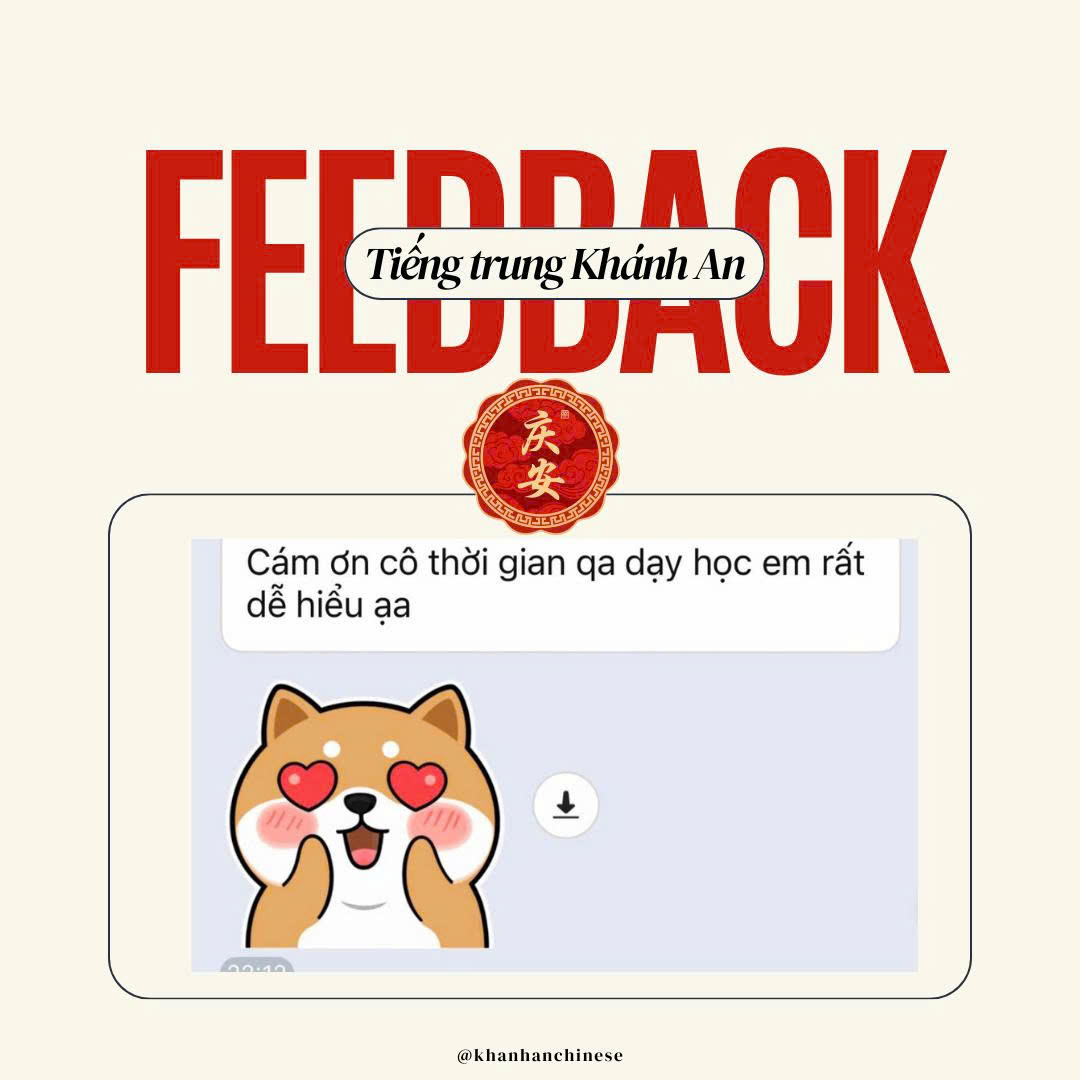 FEEDBACK
Tiếng trung Khánh An
庆
安
Cám ơn cô thời gian qa dạy học em rất
dễ hiểu ạa
@khanhanchinese